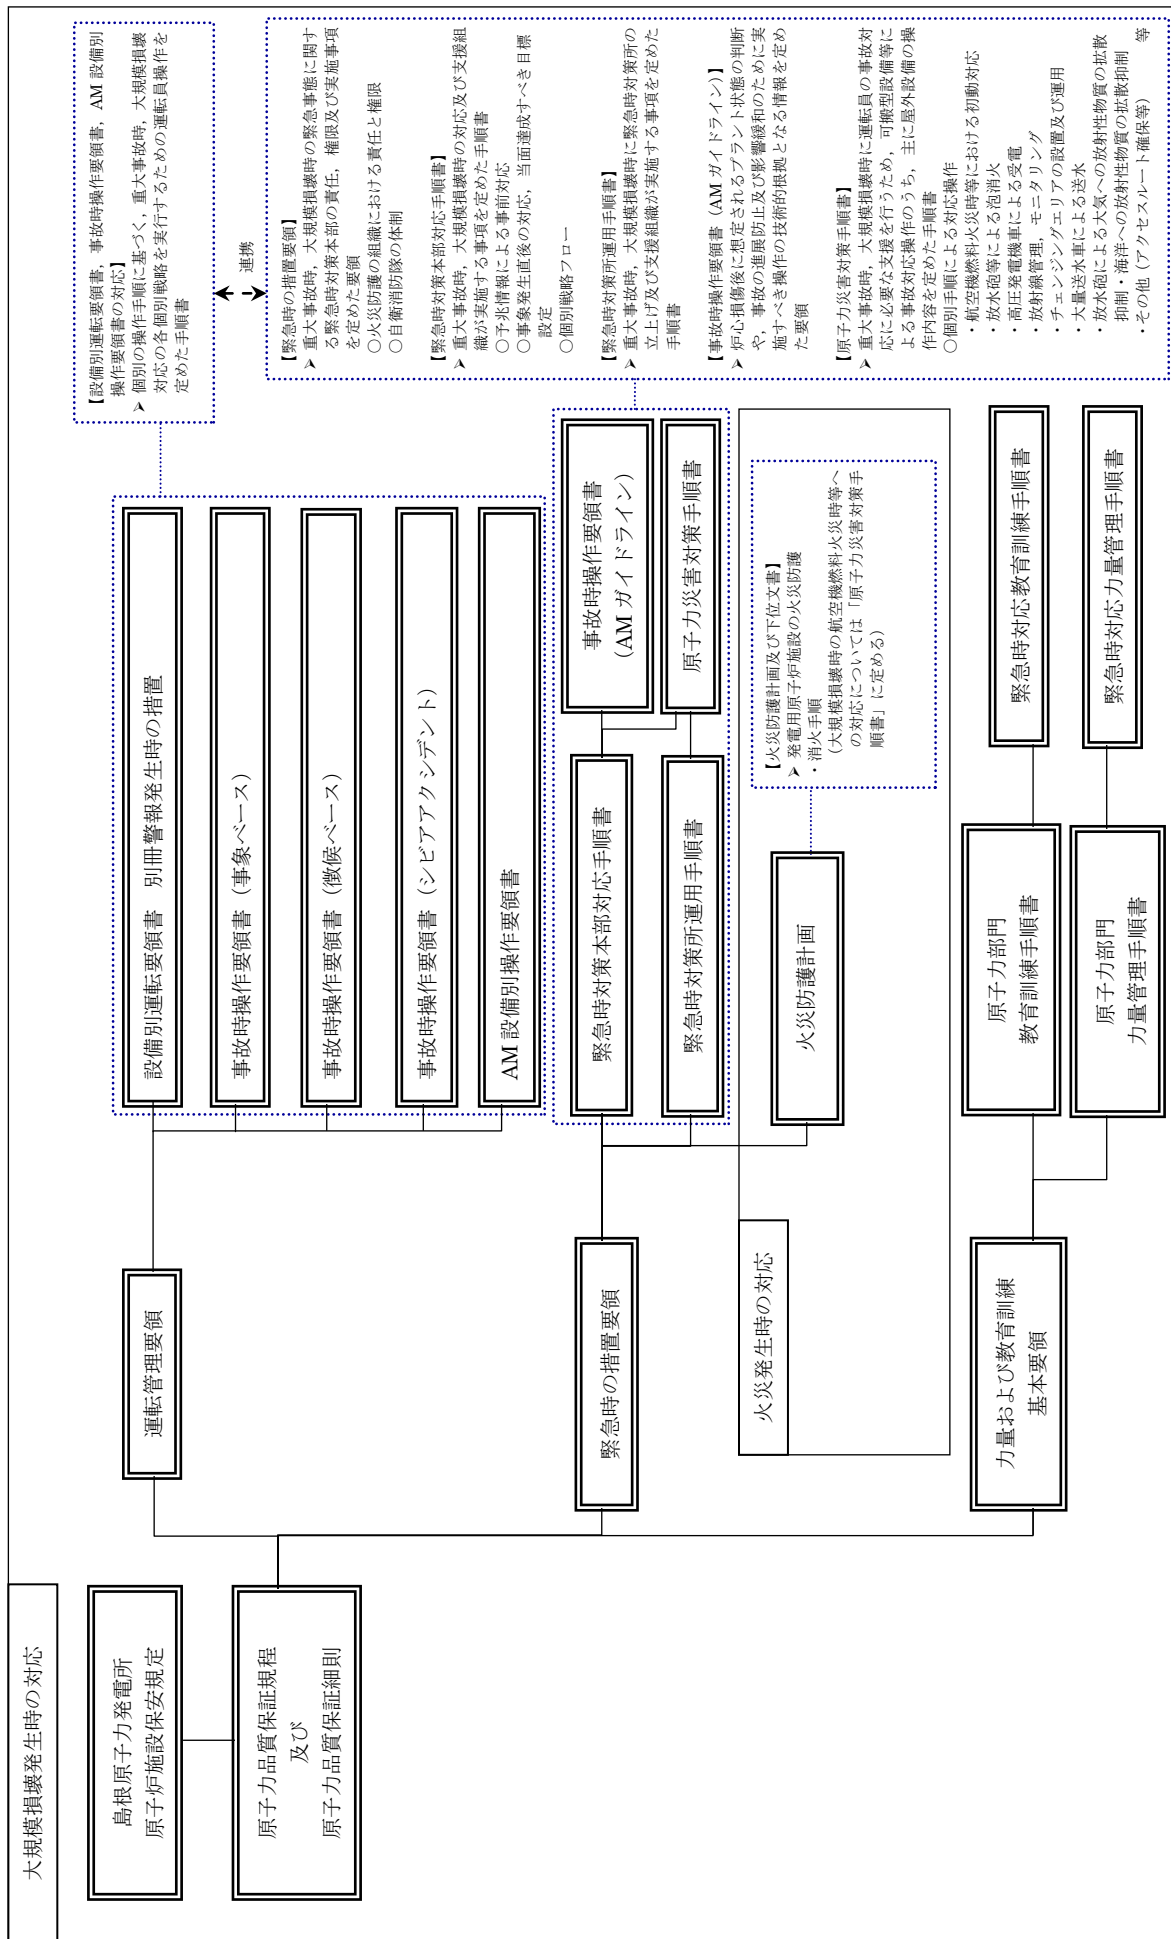 大規模損壊発生時の対応
島根原子力発電所
原子炉施設保安規定
原子力品質保証規程
及び
原子力品質保証細則
運転管理要領
緊急時の措置要領
火災発生時の対応
力量および教育訓練
基本要領
設備別運転要領書　別冊警報発生時の措置
事故時操作要領書（事象ベース）
事故時操作要領書（徴候ベース）
事故時操作要領書（シビアアクシデント）
AM 設備別操作要領書
緊急時対策本部対応手順書
緊急時対策所運用手順書
事故時操作要領書
（AM ガイドライン）
原子力災害対策手順書
火災防護計画
原子力部門
教育訓練手順書
原子力部門
力量管理手順書
緊急時対応教育訓練手順書
緊急時対応力量管理手順書
【火災防護計画及び下位文書】
➢ 発電用原子炉施設の火災防護
・消火手順
（大規模損壊時の航空機燃料火災時等へ
の対応については「原子力災害対策手
順書」に定める）
【設備別運転要領書，事故時操作要領書，AM 設備別
操作要領書の対応】
➢ 個別の操作手順に基づく，重大事故時，大規模損壊
対応の各個別戦略を実行するための運転員操作を
定めた手順書
連携
【緊急時の措置要領】
➢ 重大事故時，大規模損壊時の緊急事態に関す
る緊急時対策本部の責任，権限及び実施事項
を定めた要領
○火災防護の組織における責任と権限
○自衛消防隊の体制
【緊急時対策本部対応手順書】
➢ 重大事故時，大規模損壊時の対応及び支援組
織が実施する事項を定めた手順書
○予兆情報による事前対応
○事象発生直後の対応，当面達成すべき目標
設定
○個別戦略フロー
【緊急時対策所運用手順書】
➢ 重大事故時，大規模損壊時に緊急時対策所の
立上げ及び支援組織が実施する事項を定めた
手順書
【事故時操作要領書（AM ガイドライン）】
➢ 炉心損傷後に想定されるプラント状態の判断
や，事故の進展防止及び影響緩和のために実
施すべき操作の技術的根拠となる情報を定め
た要領
【原子力災害対策手順書】
➢ 重大事故時，大規模損壊時に運転員の事故対
応に必要な支援を行うため，可搬型設備等に
よる事故対応操作のうち，主に屋外設備の操
作内容を定めた手順書
○個別手順による対応操作
・航空機燃料火災時等における初動対応
・放水砲等による泡消火
・高圧発電機車による受電
・放射線管理，モニタリング
・チェンジングエリアの設置及び運用
・大量送水車による送水
・放水砲による大気への放射性物質の拡散
抑制・海洋への放射性物質の拡散抑制
・その他（アクセスルート確保等）　等